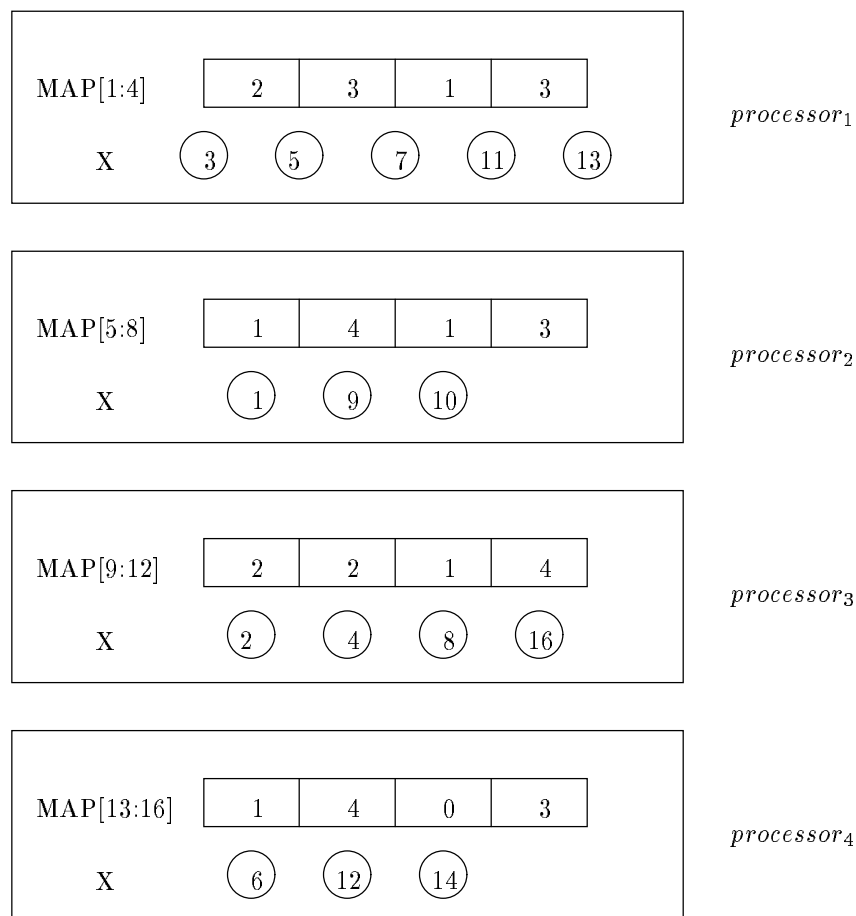 MAP[1:4] 2 3 1 3
processor₁
X 3 5 7 11 13
MAP[5:8] 1 4 1 3
processor₂
X 1 9 10
MAP[9:12] 2 2 1 4
processor₃
X 2 4 8 16
MAP[13:16] 1 4 0 3
processor₄
X 6 12 14